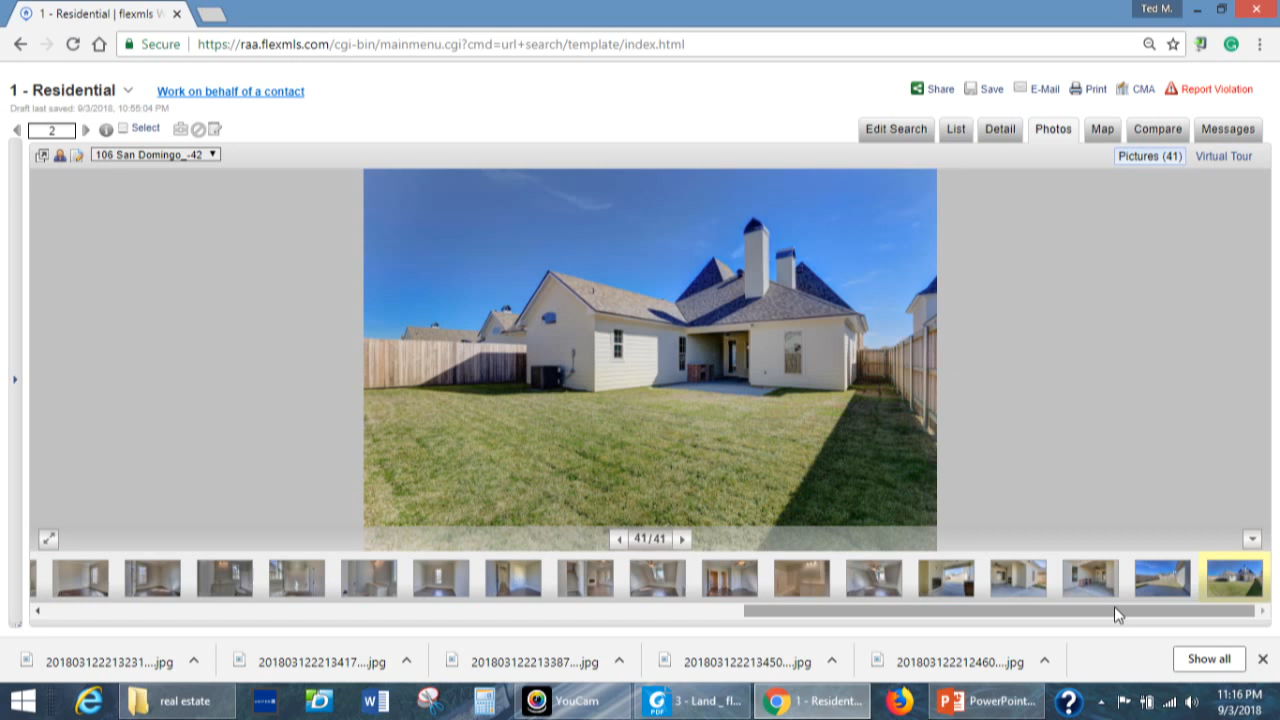 1 - Residential | flexmls W
Ted M.
Secure
https://raa.flexmls.com/cgi-bin/mainmenu.cgi?cmd=url+search/template/index.html
1 - Residential
Work on behalf of a contact
Share
Save
E-Mail
Print
CMA
Report Violation
Draft last saved: 9/3/2018, 10:55:04 PM
2
Select
Edit Search
List
Detail
Photos
Map
Compare
Messages
106 San Domingo_-42
Pictures (41)
Virtual Tour
41/41
201803122213231....jpg
201803122213417....jpg
201803122213387....jpg
201803122213450....jpg
201803122212460....jpg
Show all
real estate
YouCam
3 - Land _ fl...
1 - Resident...
PowerPoint...
11:16 PM
9/3/2018